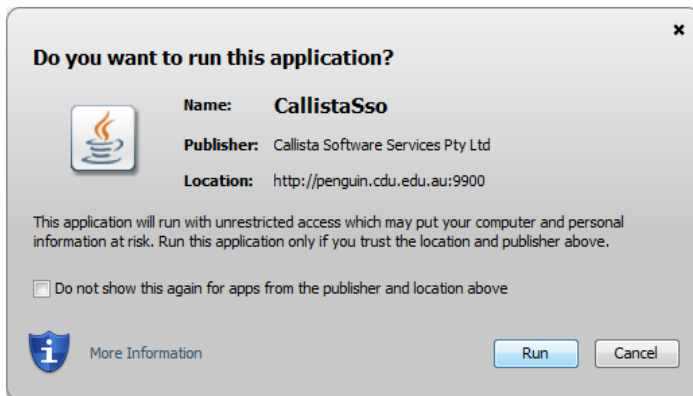 Do you want to run this application?
Name: CallistaSso
Publisher: Callista Software Services Pty Ltd
Location: http://penguin.cdu.edu.au:9900
This application will run with unrestricted access which may put your computer and personal
information at risk. Run this application only if you trust the location and publisher above.
Do not show this again for apps from the publisher and location above
More Information Run Cancel